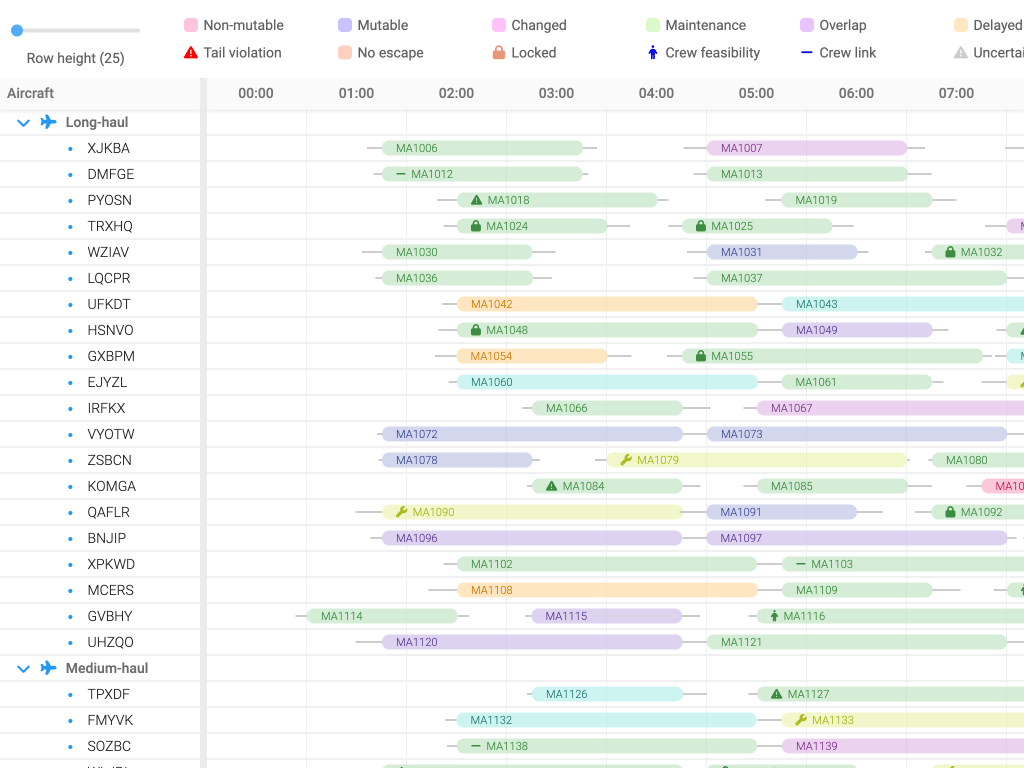 Non-mutable Mutable Changed Maintenance Overlap Delayed
Row height (25) Tail violation No escape Locked Crew feasibility Crew link
Aircraft 00:00 01:00 02:00 03:00 04:00 05:00 06:00 07:00
Long-haul
XJKBA MA1006 MA1007
DMFGE MA1012 MA1013
PYOSN MA1018 MA1019
TRXHQ MA1024 MA1025
WZIAV MA1030 MA1031 MA1032
LQCPR MA1036 MA1037
UFKDT MA1042 MA1043
HSNVO MA1048 MA1049
GXBPM MA1054 MA1055
EJYZL MA1060 MA1061
IRFKX MA1066 MA1067
VYOTW MA1072 MA1073
ZSBCN MA1078 MA1079 MA1080
KOMGA MA1084 MA1085
QAFLR MA1090 MA1091 MA1092
BNJIP MA1096 MA1097
XPKWD MA1102 MA1103
MCERS MA1108 MA1109
GVBHY MA1114 MA1115 MA1116
UHZQO MA1120 MA1121
Medium-haul
TPXDF MA1126 MA1127
FMYVK MA1132 MA1133
SOZBC MA1138 MA1139